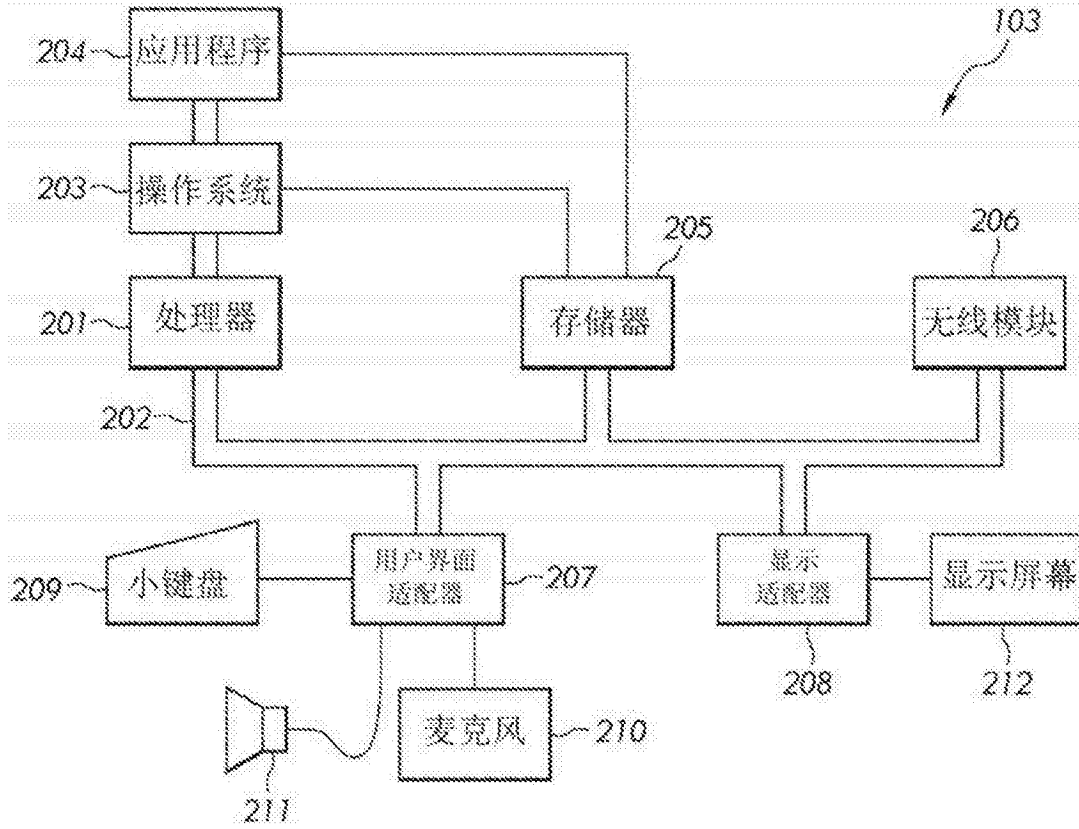 103
204
应用程序
203
操作系统
205
206
201
处理器
存储器
无线模块
202
209
小键盘
用户界面
适配器
207
显示
适配器
显示屏幕
208
212
211
麦克风
210